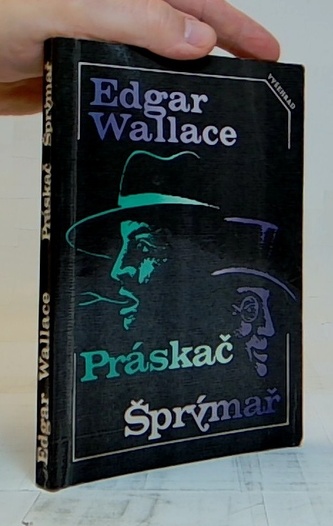 VYŠEHRAD
Edgar
Wallace
Práskač
Šprýmař
Edgar Wallace Práskač Šprýmař